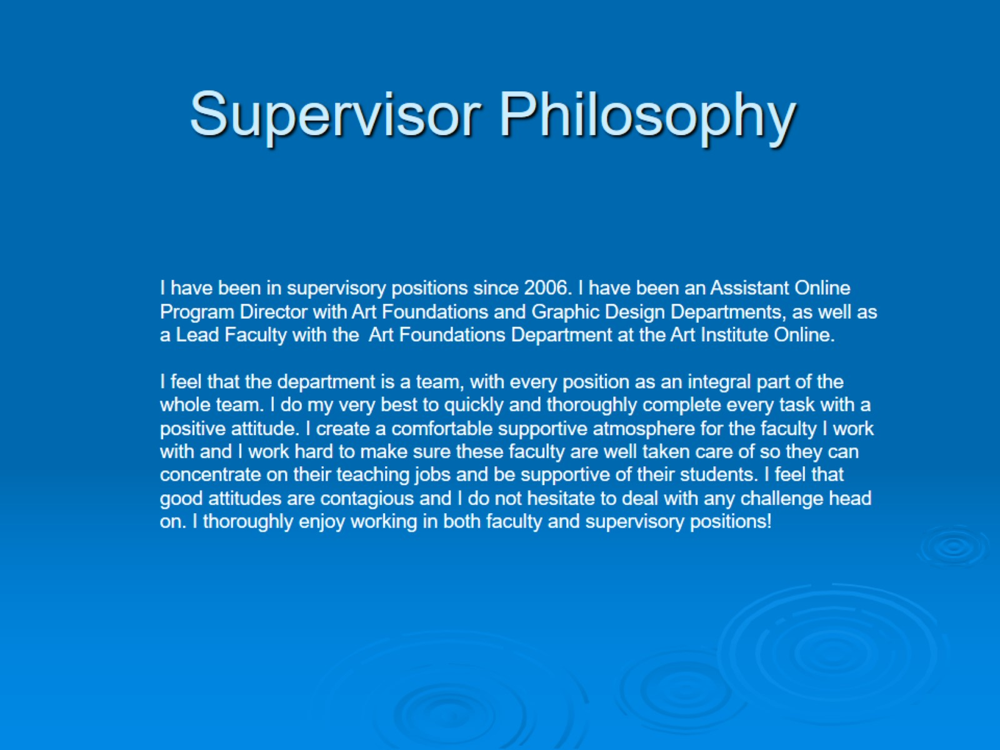 Supervisor Philosophy
I have been in supervisory positions since 2006. I have been an Assistant Online
Program Director with Art Foundations and Graphic Design Departments, as well as
a Lead Faculty with the  Art Foundations Department at the Art Institute Online.
I feel that the department is a team, with every position as an integral part of the
whole team. I do my very best to quickly and thoroughly complete every task with a
positive attitude. I create a comfortable supportive atmosphere for the faculty I work
with and I work hard to make sure these faculty are well taken care of so they can
concentrate on their teaching jobs and be supportive of their students. I feel that
good attitudes are contagious and I do not hesitate to deal with any challenge head
on. I thoroughly enjoy working in both faculty and supervisory positions!